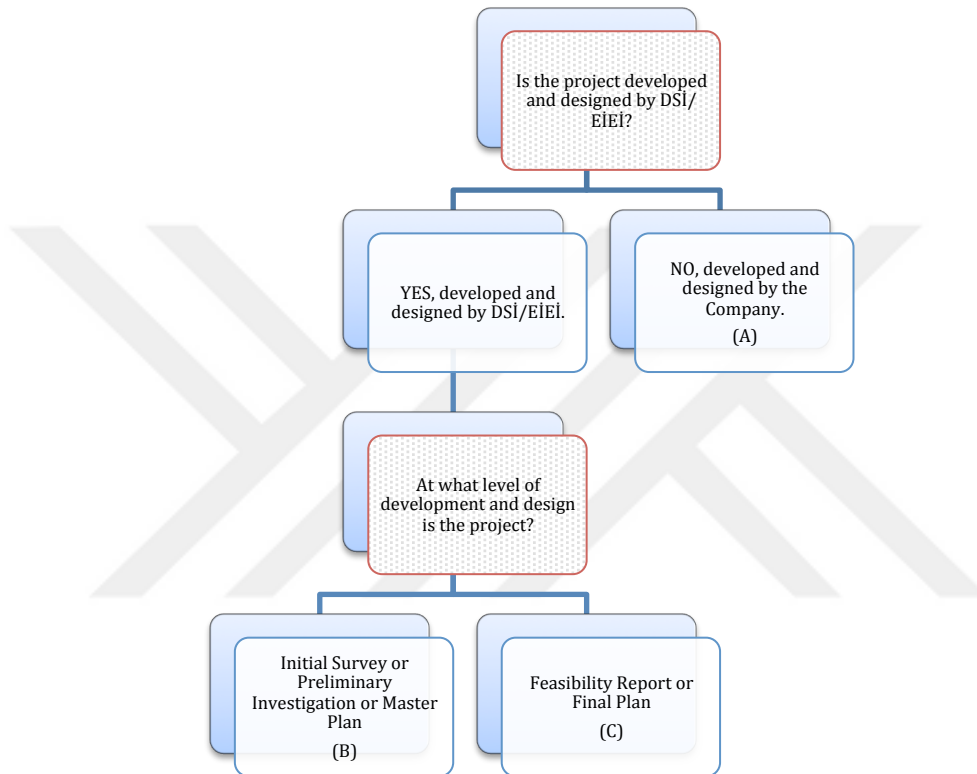 Is the project developed
and designed by DSİ/
EİEİ?
YES, developed and
designed by DSİ/EİEİ.
NO, developed and
designed by the
Company.
(A)
At what level of
development and design
is the project?
Initial Survey or
Preliminary
Investigation or Master
Plan
(B)
Feasibility Report or
Final Plan
(C)